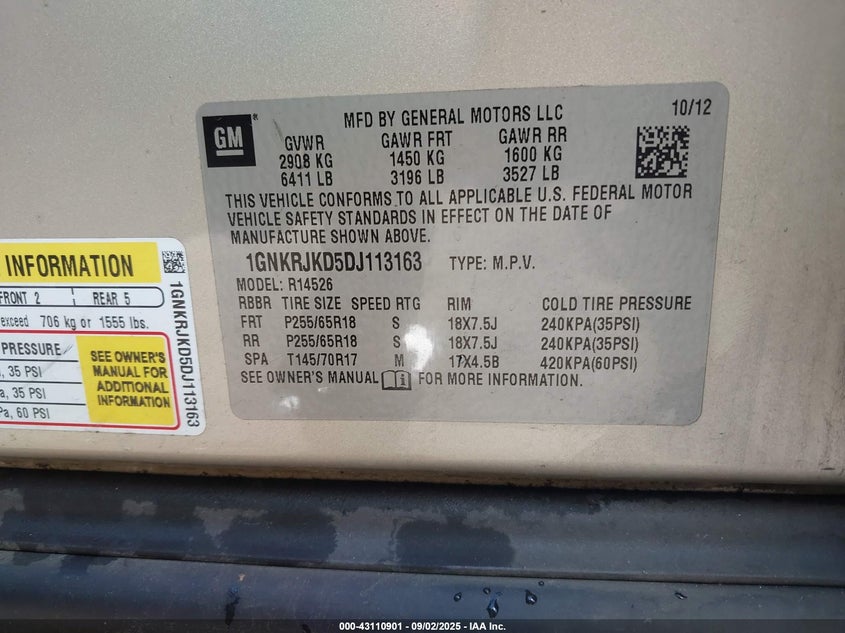 GM
®
MFD BY GENERAL MOTORS LLC
10/12
GVWR GAWR FRT GAWR RR
2908 KG 1450 KG 1600 KG
6411 LB 3196 LB 3527 LB
THIS VEHICLE CONFORMS TO ALL APPLICABLE U.S. FEDERAL MOTOR
VEHICLE SAFETY STANDARDS IN EFFECT ON THE DATE OF
MANUFACTURE SHOWN ABOVE.
1GNKRJKD5DJ113163 TYPE: M.P.V.
MODEL: R14526
RBBR TIRE SIZE SPEED RTG RIM COLD TIRE PRESSURE
FRT P255/65R18 S 18X7.5J 240KPA(35PSI)
RR P255/65R18 S 18X7.5J 240KPA(35PSI)
SPA T145/70R17 M 17X4.5B 420KPA(60PSI)
SEE OWNER'S MANUAL FOR MORE INFORMATION.
INFORMATION
FRONT 2 REAR 5
exceed 706 kg or 1555 lbs.
PRESSURE
, 35 PSI
a, 35 PSI
Pa, 60 PSI
SEE OWNER'S
MANUAL FOR
ADDITIONAL
INFORMATION
1GNKRJKD5DJ113163
000-43110901 - 09/02/2025 - IAA Inc.